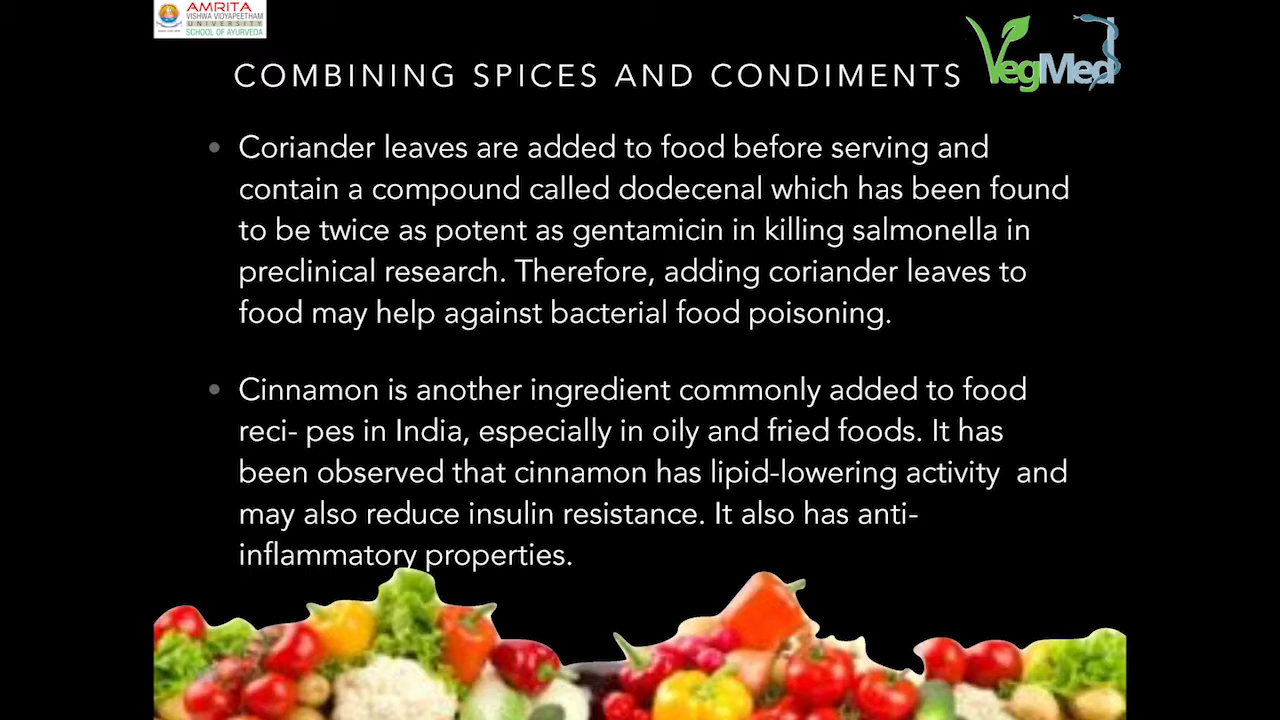 AMRITA
VISHWA VIDYAPEETHAM
UNIVERSITY
SCHOOL OF AYURVEDA
VegMed
COMBINING SPICES AND CONDIMENTS
• Coriander leaves are added to food before serving and
contain a compound called dodecenal which has been found
to be twice as potent as gentamicin in killing salmonella in
preclinical research. Therefore, adding coriander leaves to
food may help against bacterial food poisoning.
• Cinnamon is another ingredient commonly added to food
reci- pes in India, especially in oily and fried foods. It has
been observed that cinnamon has lipid-lowering activity and
may also reduce insulin resistance. It also has anti-
inflammatory properties.